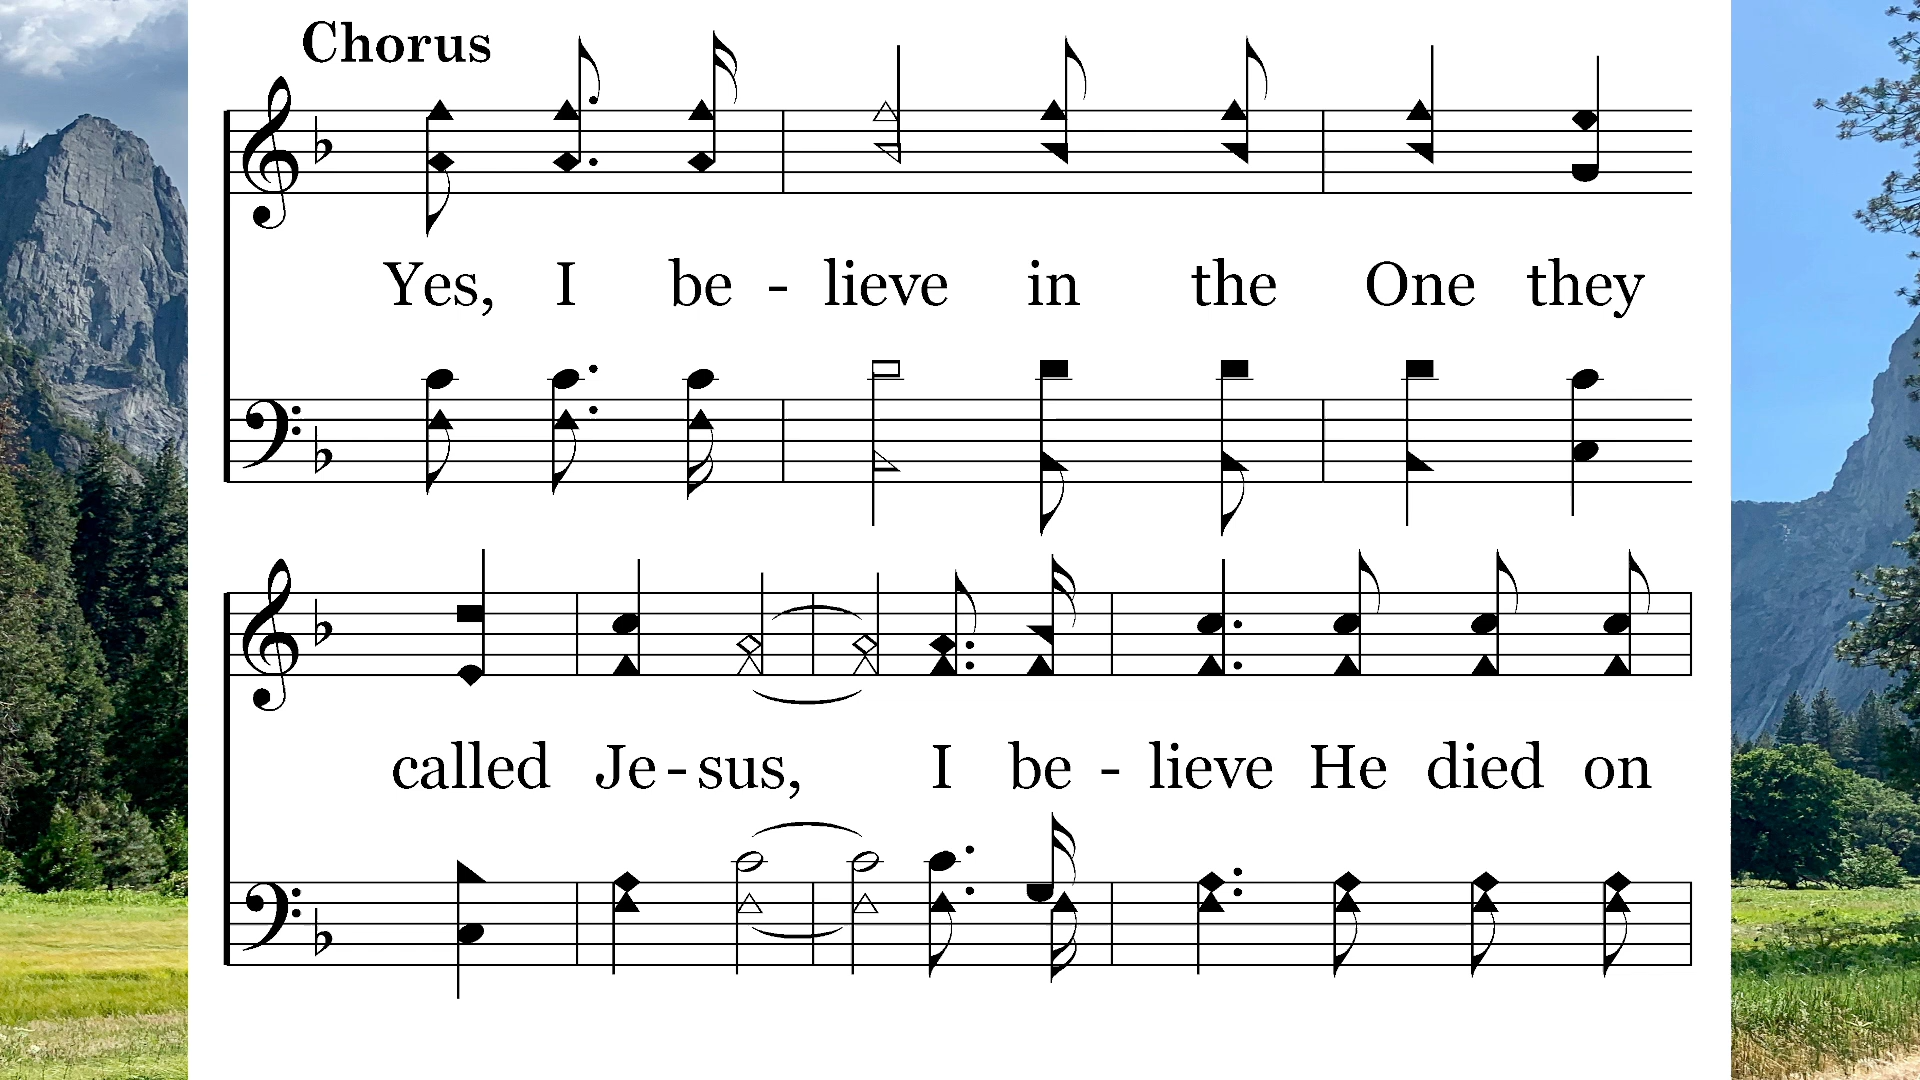 Chorus
Yes, I be - lieve in the One they
called Je - sus, I be - lieve He died on